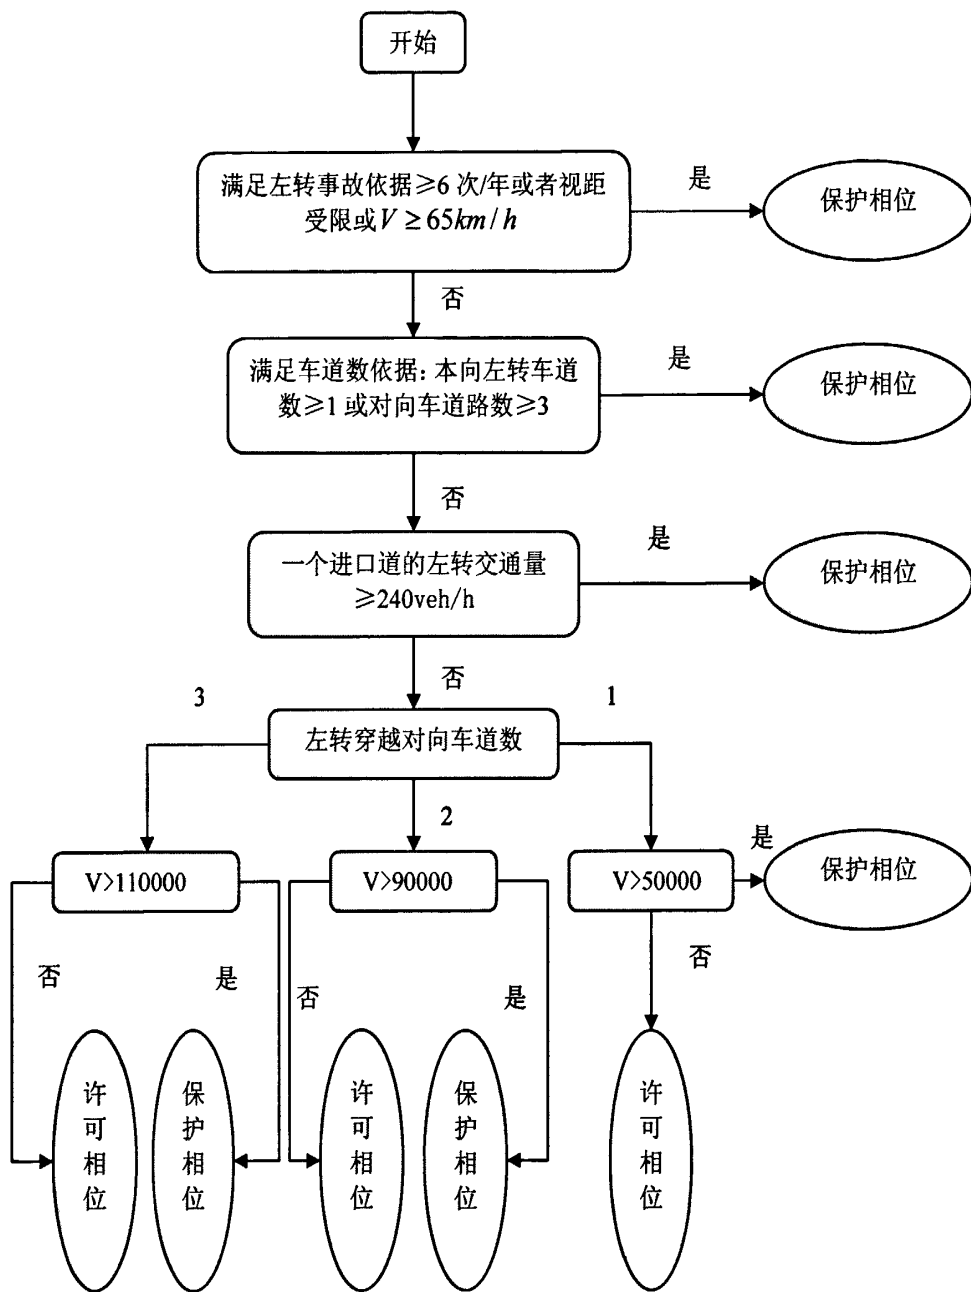 开始
满足左转事故依据≥6 次/年或者视距
受限或V ≥ 65km/h
是
保护相位
否
满足车道数依据：本向左转车道
数≥1 或对向车道路数≥3
是
保护相位
否
一个进口道的左转交通量
≥240veh/h
是
保护相位
否
3
1
左转穿越对向车道数
2
V>110000
V>90000
V>50000
是
保护相位
否
是
否
是
否
许可相位
保护相位
许可相位
保护相位
许可相位